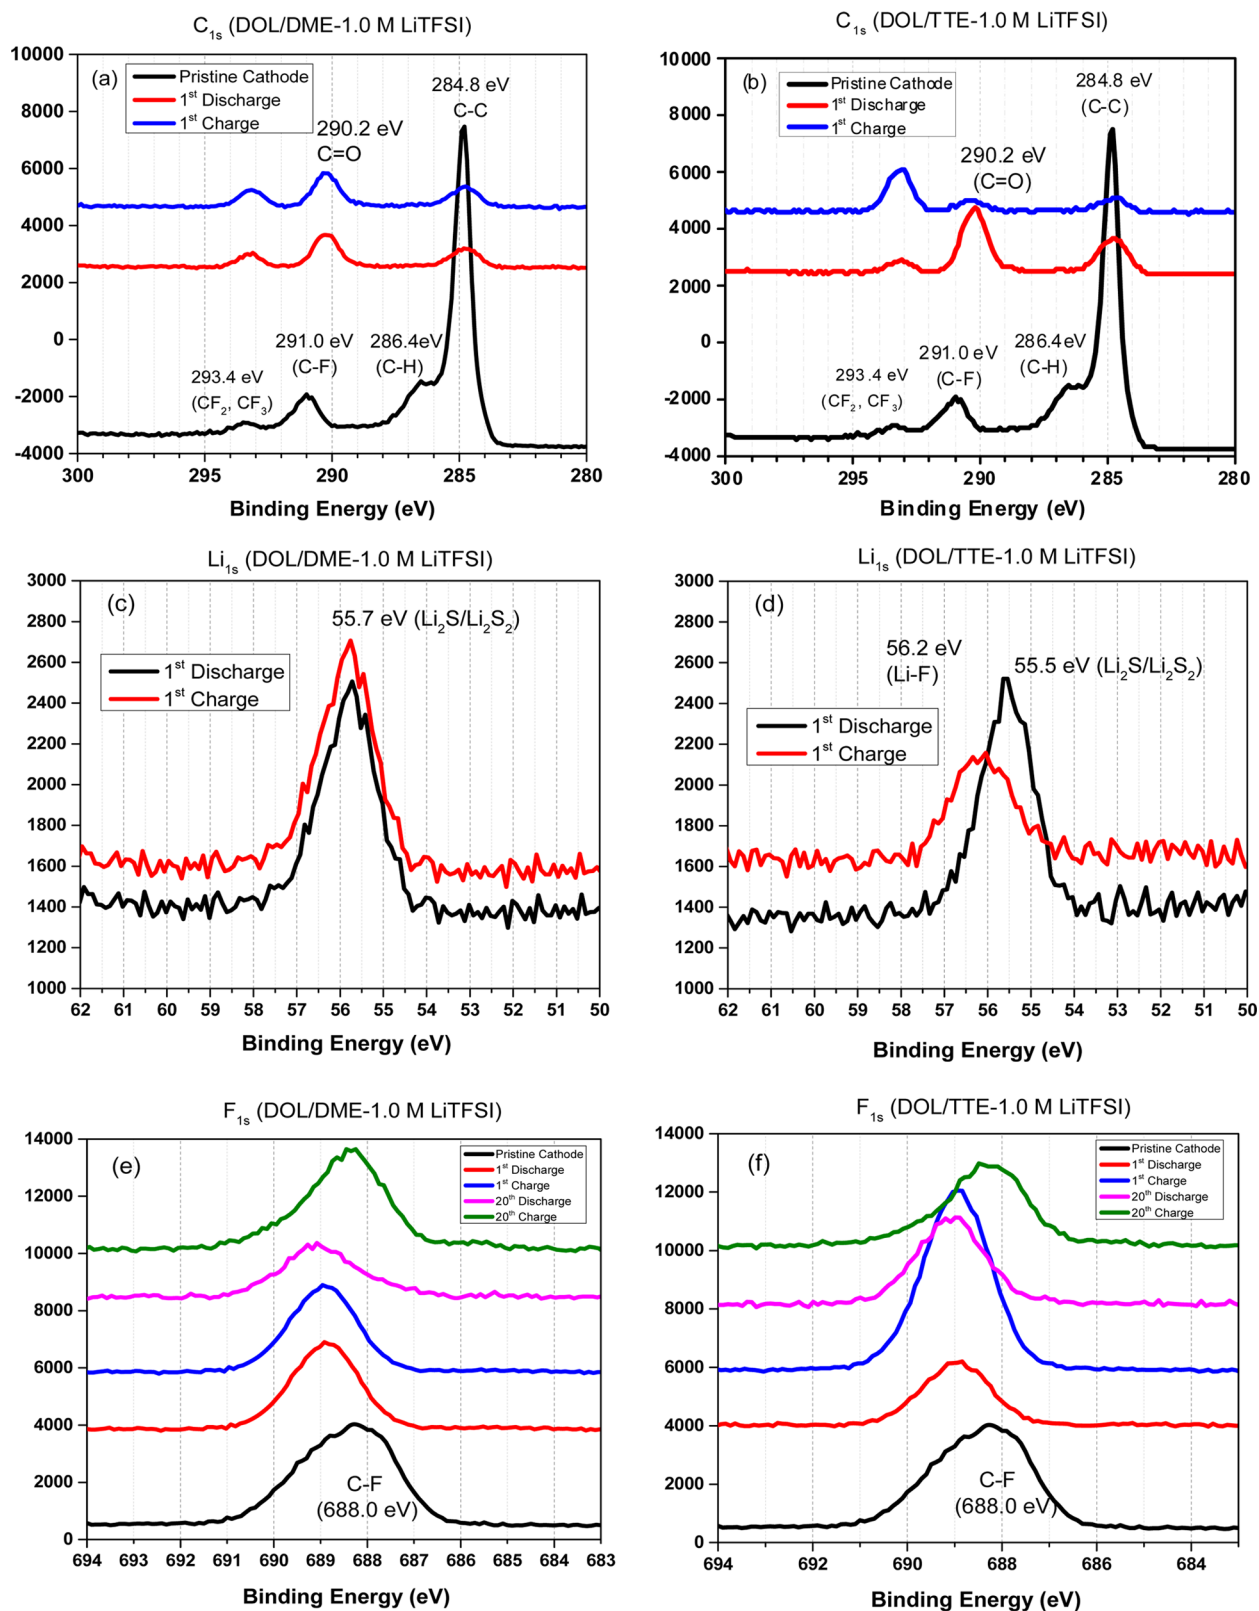 C1s (DOL/DME-1.0 M LiTFSI)
(a)
Pristine Cathode
1st Discharge
1st Charge
284.8 eV
C-C
290.2 eV
C=O
293.4 eV
(CF2, CF3)
291.0 eV
(C-F)
286.4eV
(C-H)
10000
8000
6000
4000
2000
0
-2000
-4000
300
295
290
285
280
Binding Energy (eV)
C1s (DOL/TTE-1.0 M LiTFSI)
(b)
Pristine Cathode
1st Discharge
1st Charge
284.8 eV
(C-C)
290.2 eV
(C=O)
293.4 eV
(CF2, CF3)
291.0 eV
(C-F)
286.4eV
(C-H)
10000
8000
6000
4000
2000
0
-2000
-4000
300
295
290
285
280
Binding Energy (eV)
Li1s (DOL/DME-1.0 M LiTFSI)
(c)
55.7 eV (Li2S/Li2S2)
1st Discharge
1st Charge
3000
2800
2600
2400
2200
2000
1800
1600
1400
1200
1000
62 61 60 59 58 57 56 55 54 53 52 51 50
Binding Energy (eV)
Li1s (DOL/TTE-1.0 M LiTFSI)
(d)
56.2 eV
(Li-F)
55.5 eV (Li2S/Li2S2)
1st Discharge
1st Charge
3000
2800
2600
2400
2200
2000
1800
1600
1400
1200
1000
62 61 60 59 58 57 56 55 54 53 52 51 50
Binding Energy (eV)
F1s (DOL/DME-1.0 M LiTFSI)
(e)
Pristine Cathode
1st Discharge
1st Charge
20th Discharge
20th Charge
C-F
(688.0 eV)
14000
12000
10000
8000
6000
4000
2000
0
694 693 692 691 690 689 688 687 686 685 684 683
Binding Energy (eV)
F1s (DOL/TTE-1.0 M LiTFSI)
(f)
Pristine Cathode
1st Discharge
1st Charge
20th Discharge
20th Charge
C-F
(688.0 eV)
14000
12000
10000
8000
6000
4000
2000
0
694 692 690 688 686 684
Binding Energy (eV)